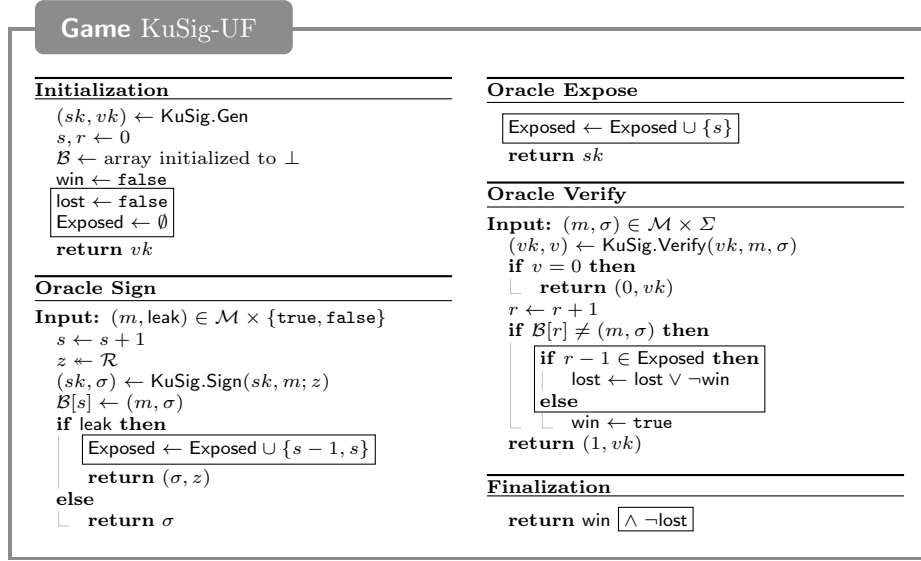 Game KuSig-UF
Initialization
(sk, vk) ← KuSig.Gen
s, r ← 0
ℬ ← array initialized to ⊥
win ← false
lost ← false
Exposed ← ∅
return vk
Oracle Sign
Input: (m, leak) ∈ ℳ × {true, false}
s ← s + 1
z ↞ ℛ
(sk, σ) ← KuSig.Sign(sk, m; z)
ℬ[s] ← (m, σ)
if leak then
Exposed ← Exposed ∪ {s − 1, s}
return (σ, z)
else
return σ
Oracle Expose
Exposed ← Exposed ∪ {s}
return sk
Oracle Verify
Input: (m, σ) ∈ ℳ × Σ
(vk, v) ← KuSig.Verify(vk, m, σ)
if v = 0 then
return (0, vk)
r ← r + 1
if ℬ[r] ≠ (m, σ) then
if r − 1 ∈ Exposed then
lost ← lost ∨ ¬win
else
win ← true
return (1, vk)
Finalization
return win ∧ ¬lost